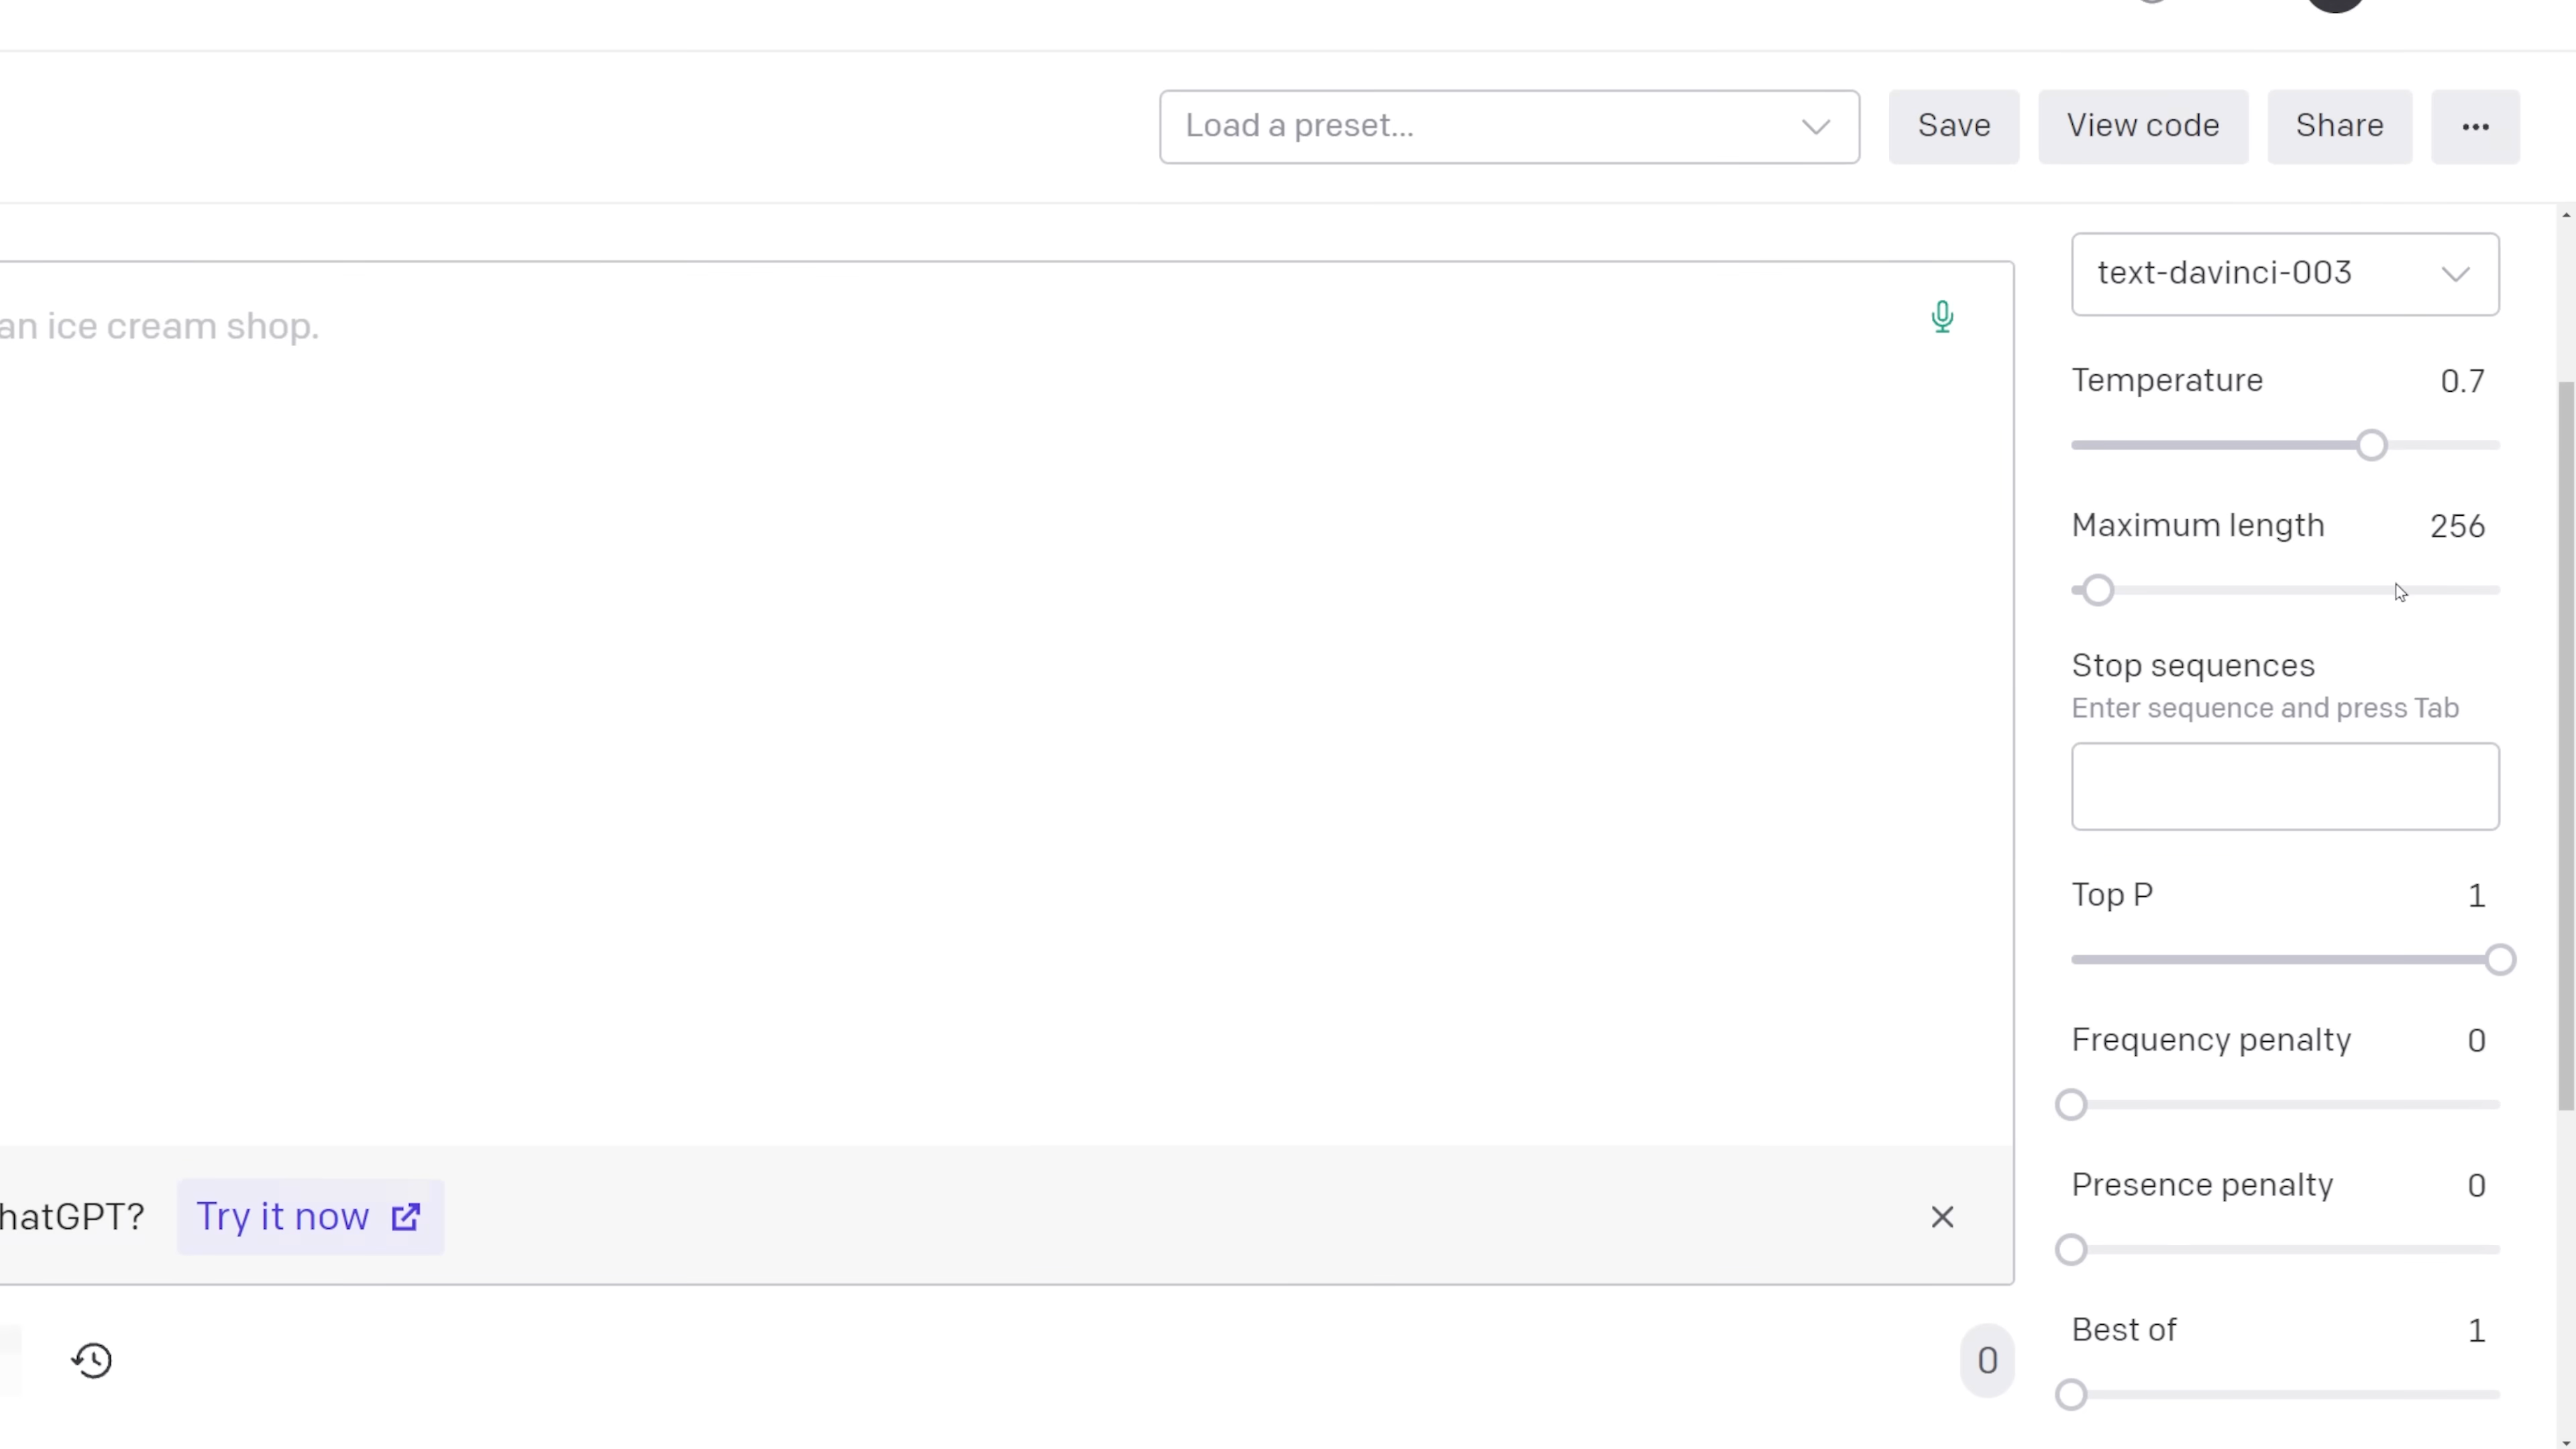 Load a preset...
Save
View code
Share
text-davinci-003
an ice cream shop.
Temperature 0.7
Maximum length 256
Stop sequences
Enter sequence and press Tab
Top P 1
Frequency penalty 0
Presence penalty 0
hatGPT? Try it now
Best of 1
0